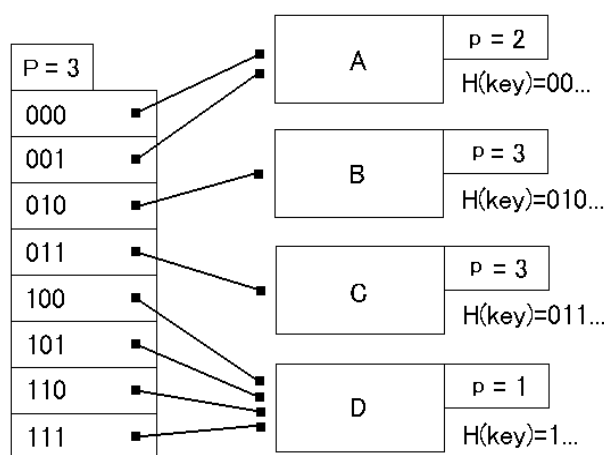 P = 3
000
001
010
011
100
101
110
111
A
p = 2
H(key)=00...
B
p = 3
H(key)=010...
C
p = 3
H(key)=011...
D
p = 1
H(key)=1...